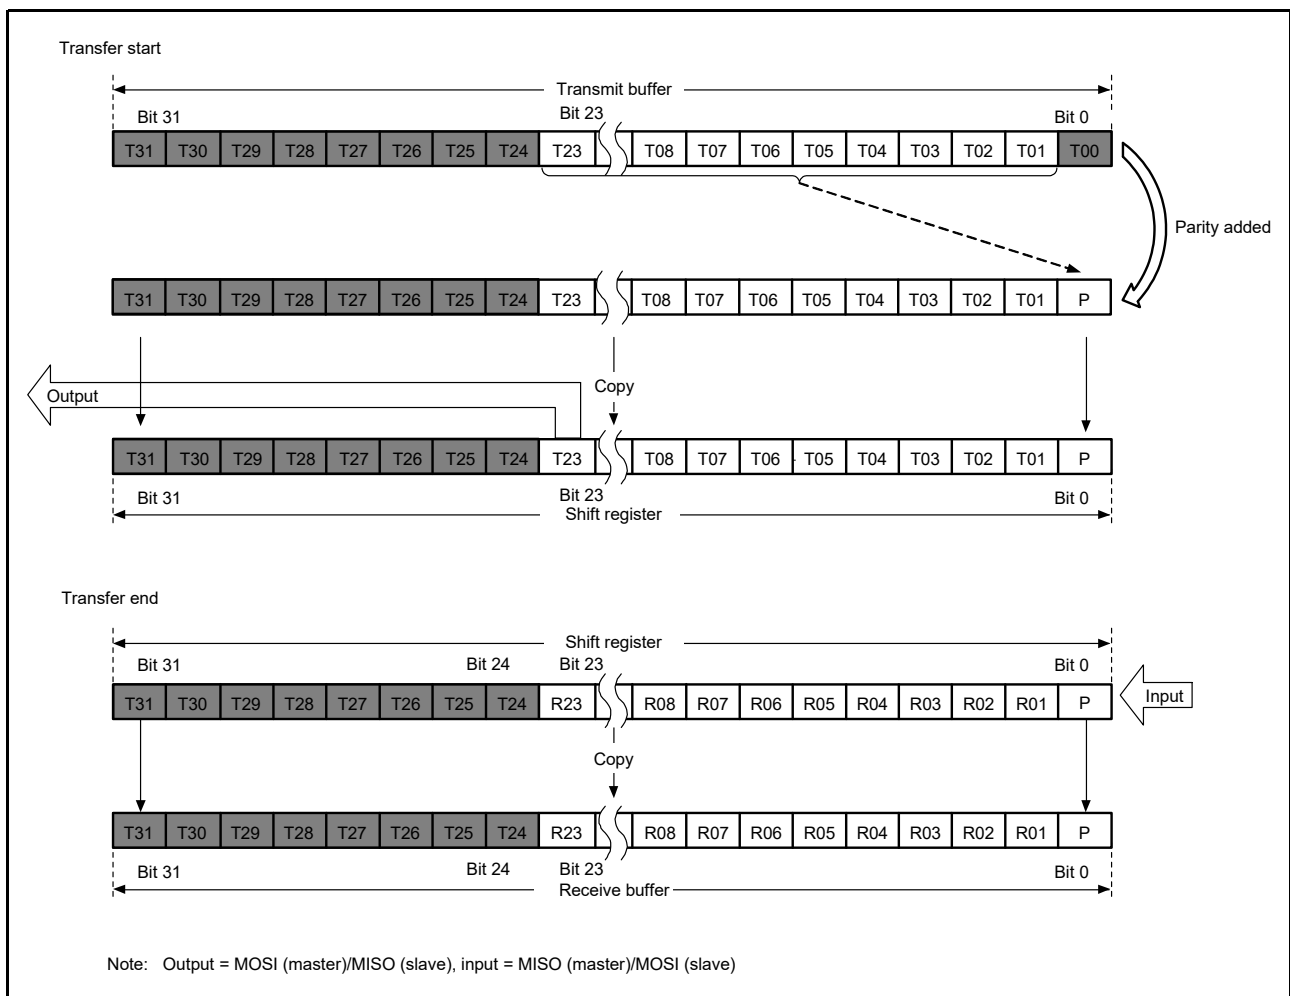 Transfer start
Transmit buffer
Bit 31 Bit 23 Bit 0
T31 T30 T29 T28 T27 T26 T25 T24 T23 T08 T07 T06 T05 T04 T03 T02 T01 T00
Parity added
T31 T30 T29 T28 T27 T26 T25 T24 T23 T08 T07 T06 T05 T04 T03 T02 T01 P
Copy
Output
T31 T30 T29 T28 T27 T26 T25 T24 T23 T08 T07 T06 T05 T04 T03 T02 T01 P
Bit 31 Bit 23 Bit 0
Shift register
Transfer end
Shift register
Bit 31 Bit 24 Bit 23 Bit 0
T31 T30 T29 T28 T27 T26 T25 T24 R23 R08 R07 R06 R05 R04 R03 R02 R01 P
Input
Copy
T31 T30 T29 T28 T27 T26 T25 T24 R23 R08 R07 R06 R05 R04 R03 R02 R01 P
Bit 31 Bit 24 Bit 23 Bit 0
Receive buffer
Note: Output = MOSI (master)/MISO (slave), input = MISO (master)/MOSI (slave)